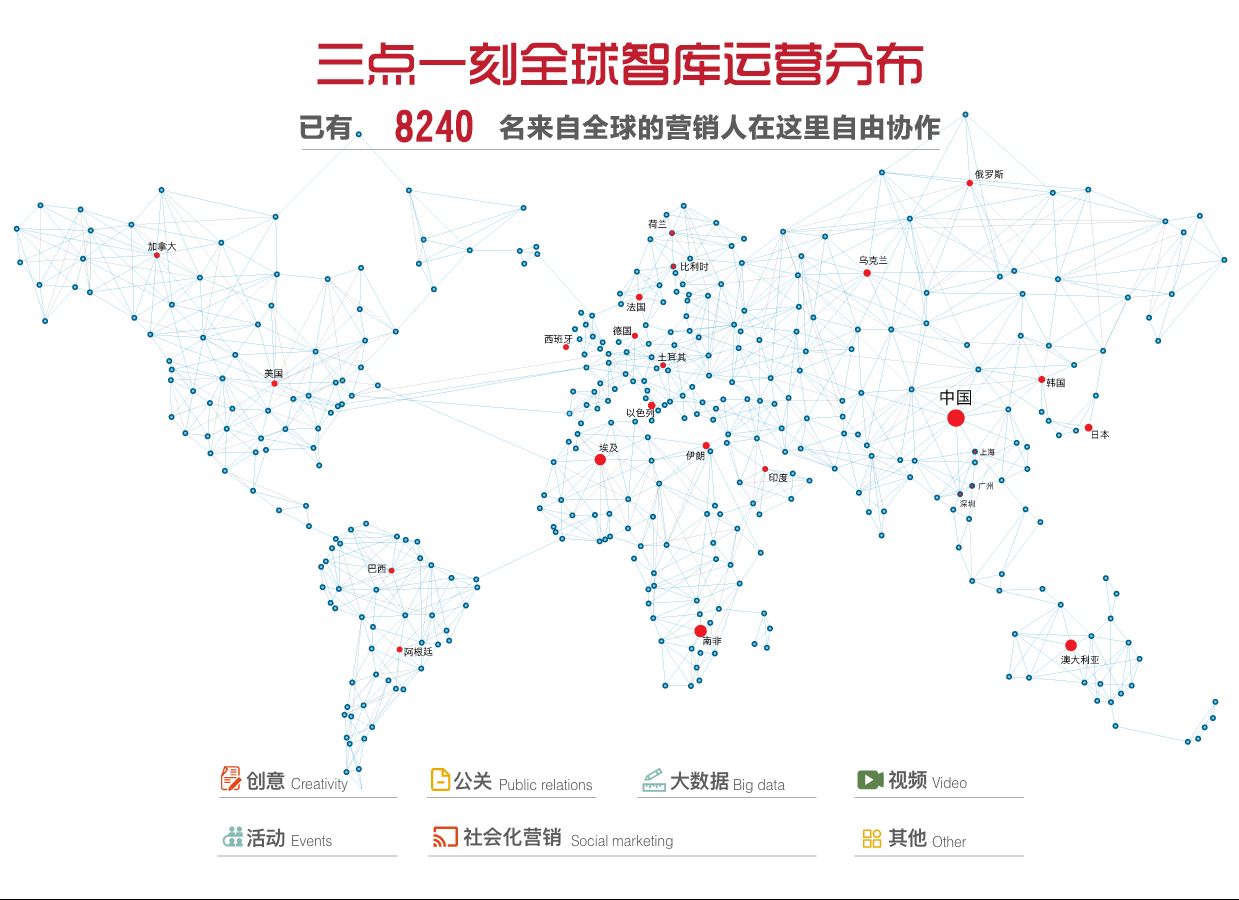 三点一刻全球智库运营分布
已有 8240 名来自全球的营销人在这里自由协作
俄罗斯
荷兰
加拿大
乌克兰
比利时
法国
德国
西班牙
土耳其
美国
韩国
中国
以色列
日本
埃及
伊朗
上海
印度
广州
深圳
巴西
南非
阿根廷
澳大利亚
创意 Creativity
公关 Public relations
大数据 Big data
视频 Video
活动 Events
社会化营销 Social marketing
其他 Other